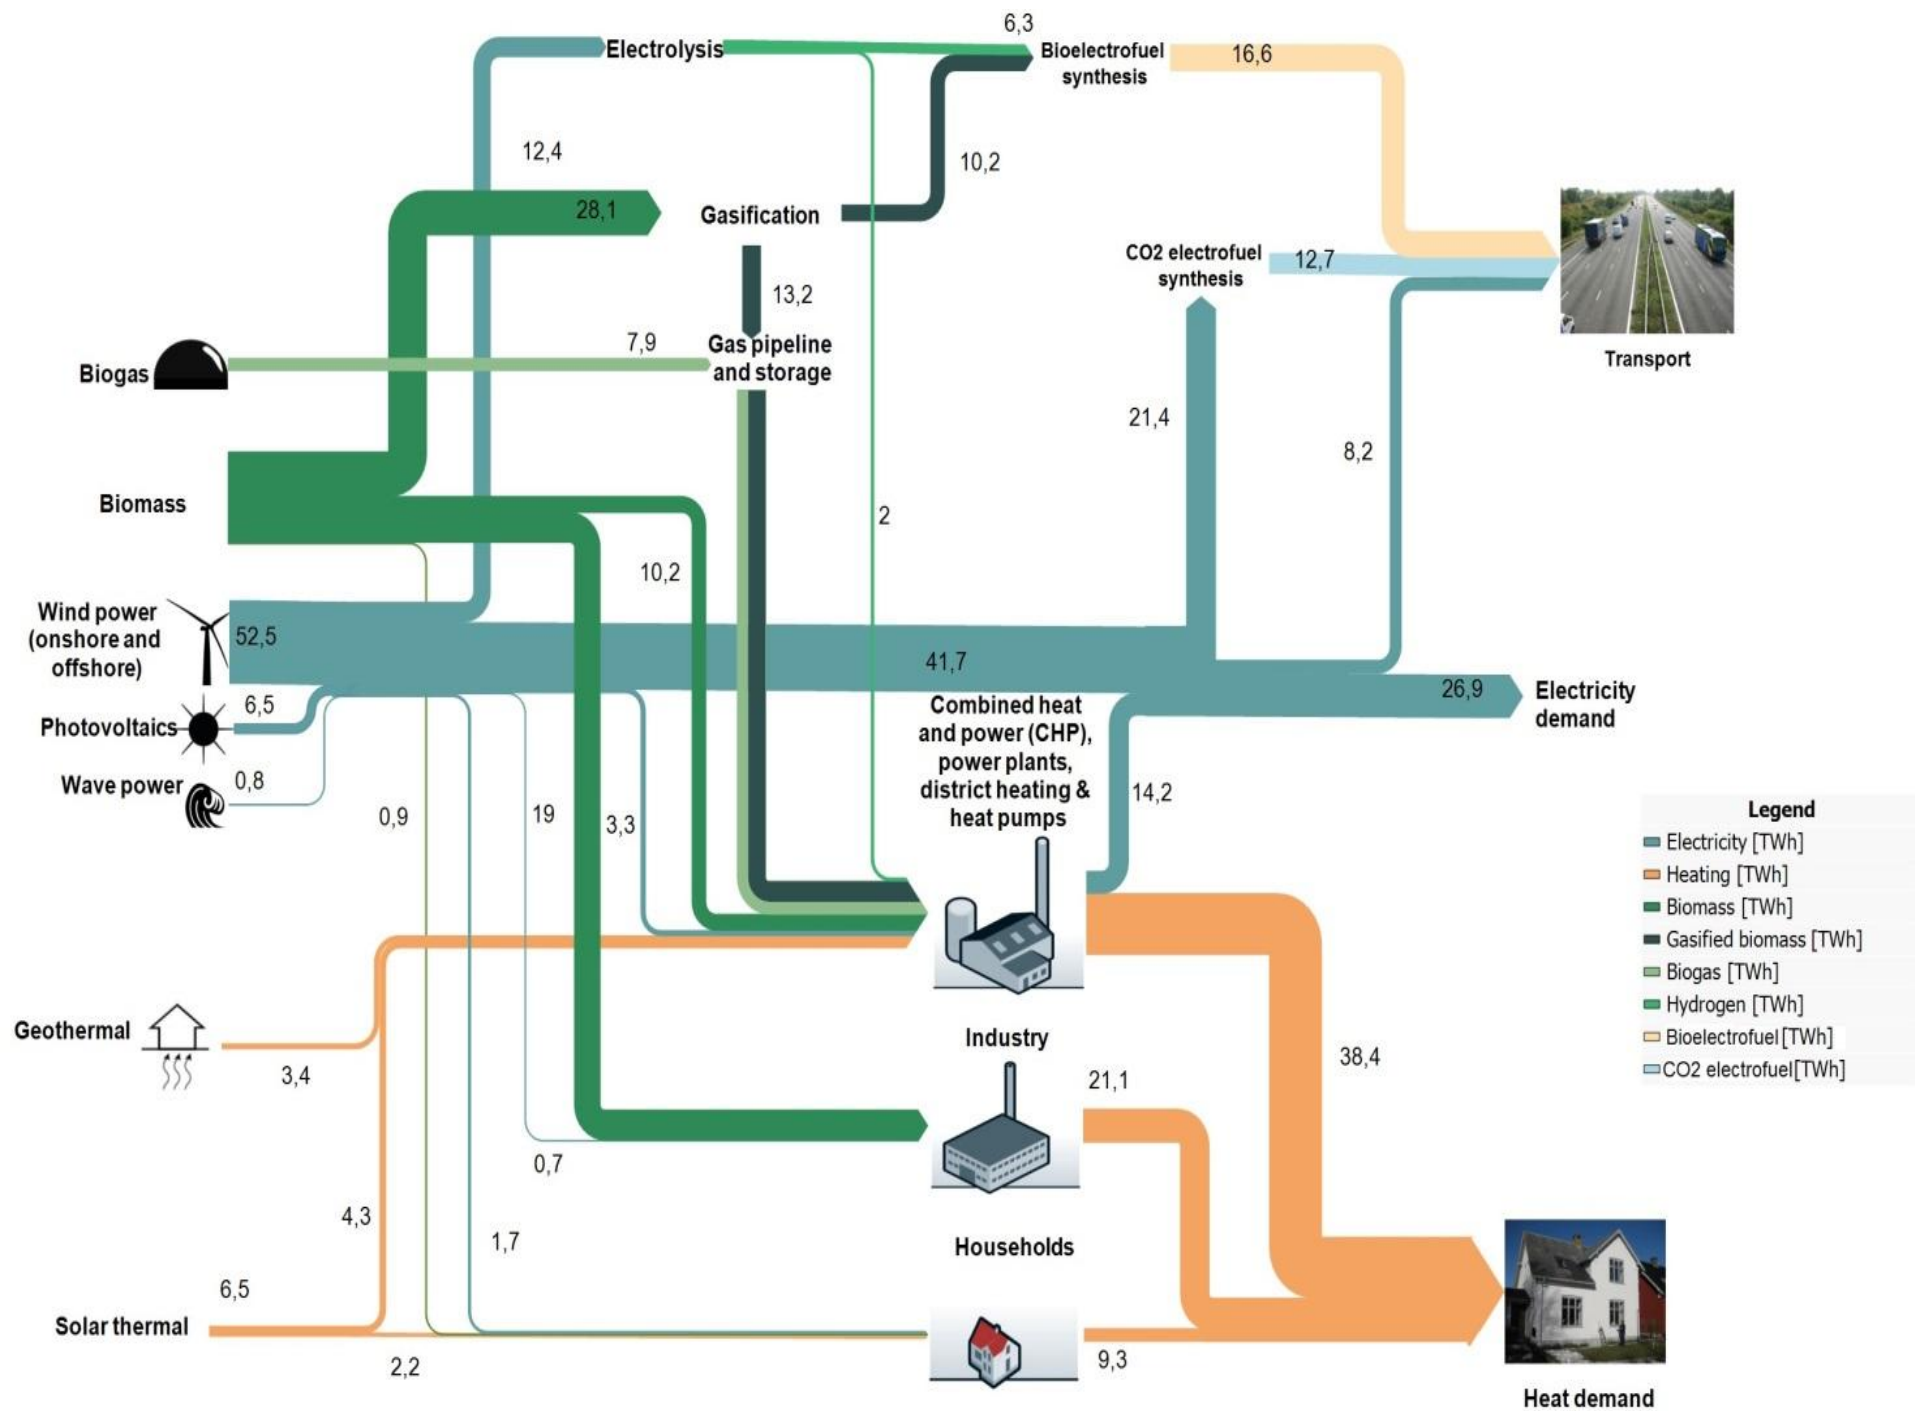 6,3
Electrolysis
Bioelectrofuel
synthesis
16,6
12,4
10,2
28,1
Gasification
CO2 electrofuel
synthesis
12,7
13,2
7,9
Gas pipeline
and storage
Biogas
Transport
21,4
8,2
Biomass
2
10,2
Wind power
(onshore and
offshore)
52,5
41,7
26,9
Electricity
demand
6,5
Photovoltaics
Combined heat
and power (CHP),
power plants,
district heating &
heat pumps
Wave power
0,8
14,2
0,9
19
3,3
Legend
Electricity [TWh]
Heating [TWh]
Biomass [TWh]
Gasified biomass [TWh]
Biogas [TWh]
Hydrogen [TWh]
Bioelectrofuel [TWh]
CO2 electrofuel[TWh]
Geothermal
3,4
Industry
38,4
21,1
0,7
4,3
1,7
Households
6,5
Solar thermal
2,2
9,3
Heat demand